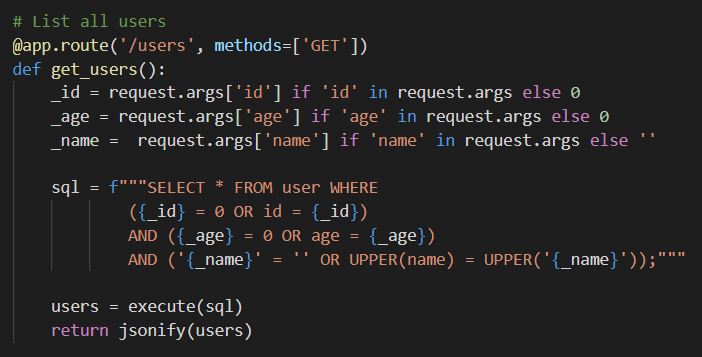 # List all users
@app.route('/users', methods=['GET'])
def get_users():
    _id = request.args['id'] if 'id' in request.args else 0
    _age = request.args['age'] if 'age' in request.args else 0
    _name =  request.args['name'] if 'name' in request.args else ''

    sql = f"""SELECT * FROM user WHERE
            ({_id} = 0 OR id = {_id})
            AND ({_age} = 0 OR age = {_age})
            AND ('{_name}' = '' OR UPPER(name) = UPPER('{_name}'));"""

    users = execute(sql)
    return jsonify(users)